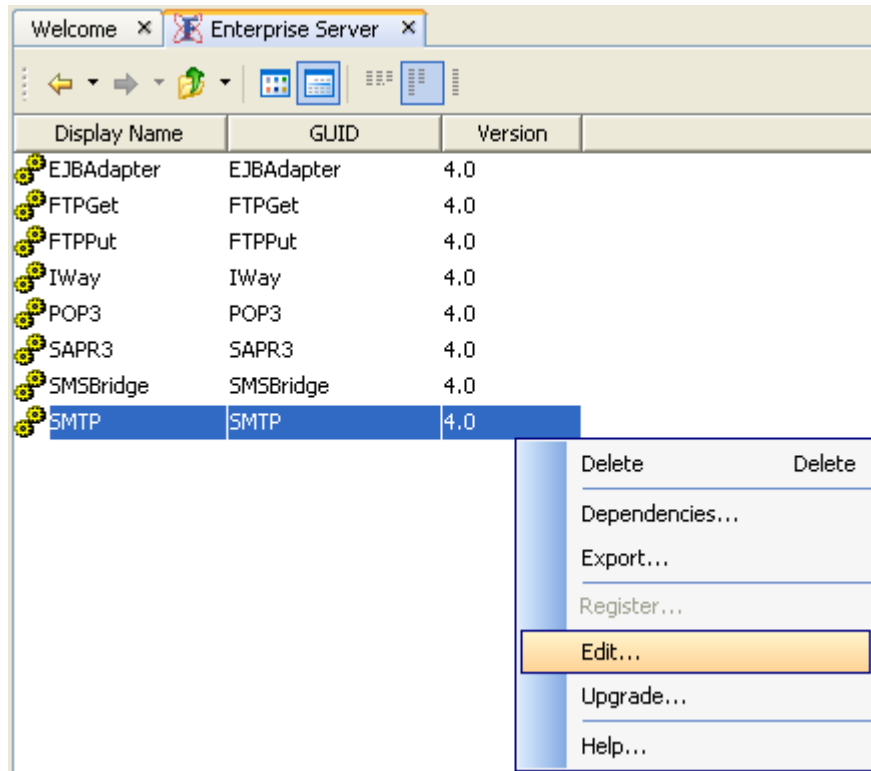 Welcome Enterprise Server
Display Name GUID Version
EJBAdapter EJBAdapter 4.0
FTPGet FTPGet 4.0
FTPPut FTPPut 4.0
IWay IWay 4.0
POP3 POP3 4.0
SAPR3 SAPR3 4.0
SMSBridge SMSBridge 4.0
SMTP SMTP 4.0
Delete Delete
Dependencies...
Export...
Register...
Edit...
Upgrade...
Help...